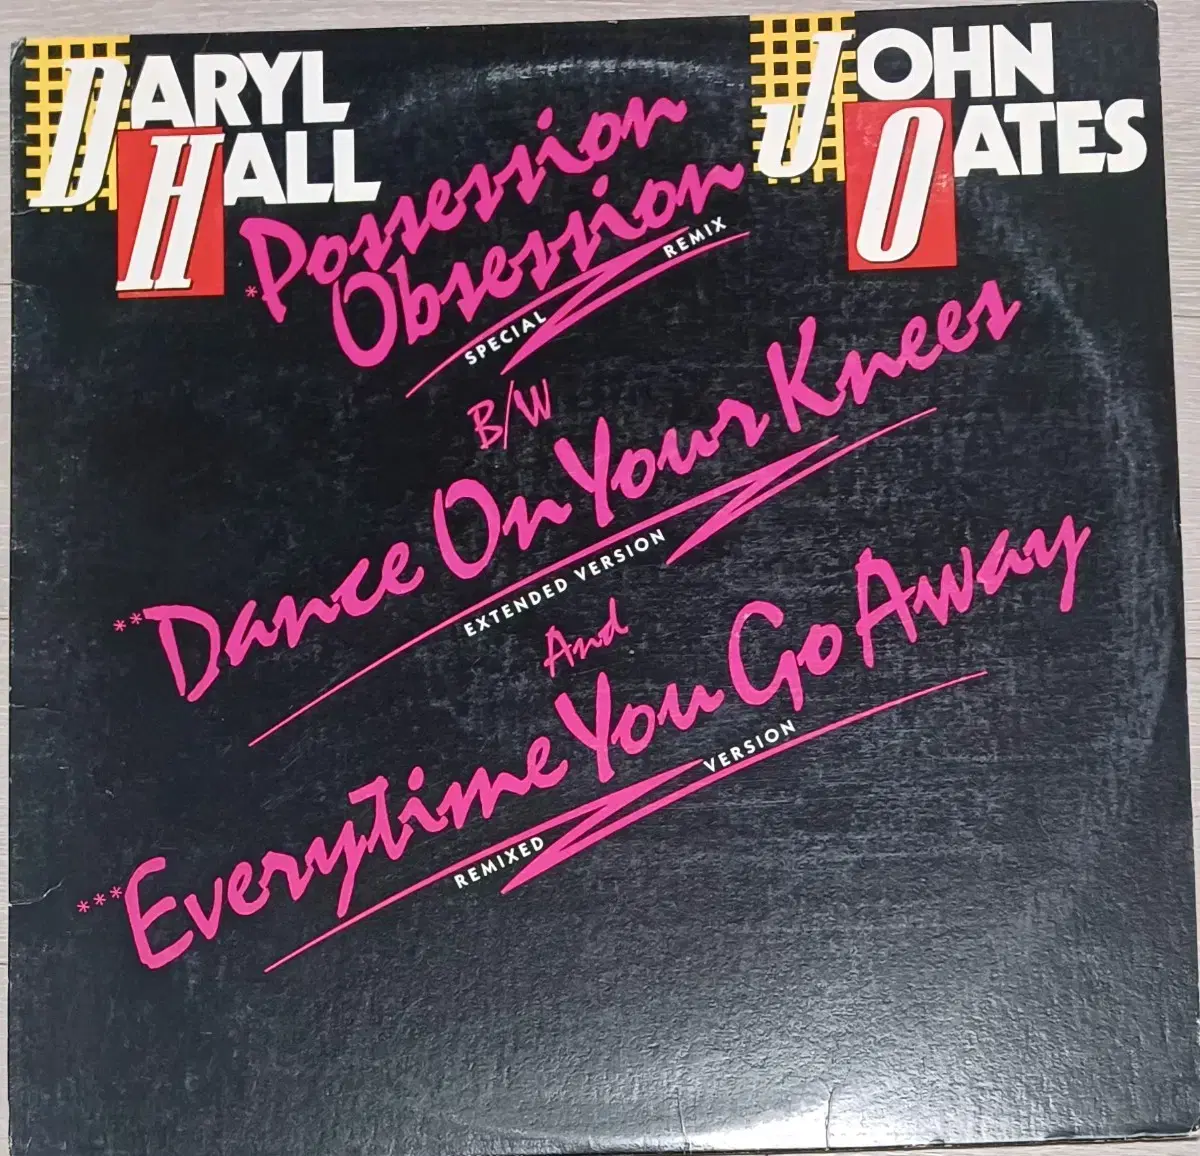 DARYL
HALL
JOHN
OATES
*Possession
Obsession
SPECIAL REMIX
B/W
**Dance On Your Knees
EXTENDED VERSION
And
***Everytime You Go Away
REMIXED VERSION